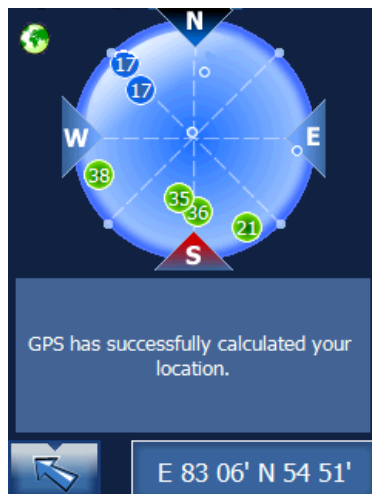 N
17
17
W
E
38
35
36
21
S
GPS has successfully calculated your
location.
E 83 06' N 54 51'